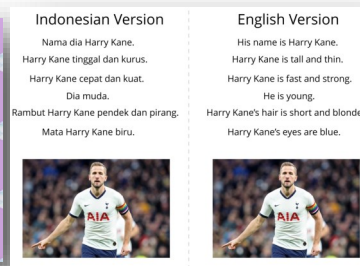 Indonesian Version
Nama dia Harry Kane.
Harry Kane tinggal dan kurus.
Harry Kane cepat dan kuat.
Dia muda.
Rambut Harry Kane pendek dan pirang.
Mata Harry Kane biru.
AIA
English Version
His name is Harry Kane.
Harry Kane is tall and thin.
Harry Kane is fast and strong.
He is young.
Harry Kane's hair is short and blonde
Harry Kane's eyes are blue.
AIA